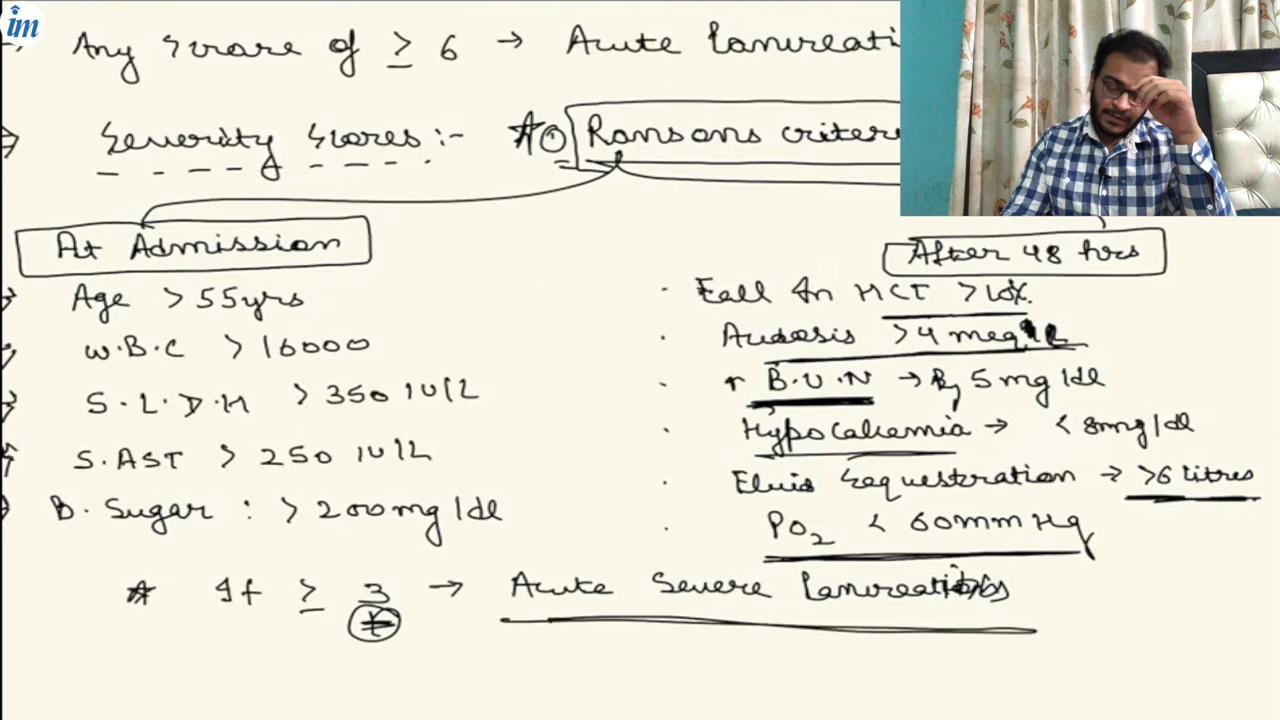 im
Any score of ≥ 6 → Acute Pancreati
Severity Scores :- * ① Ransons criter
At Admission
After 48 hrs
Age > 55yrs
W.B.C > 16000
S.L.D.H > 350 IU/L
S.AST > 250 IU/L
B. Sugar : > 200mg/dl
Fall In HCT > 10%.
Acidosis > 4 meq/L
↑ B.U.N → By 5mg/dl
Hypocalcemia → < 8mg/dl
Fluid Sequestration → >6 litres
PO2 < 60mmHg
* If ≥ 3 → Acute Severe Pancreatitis